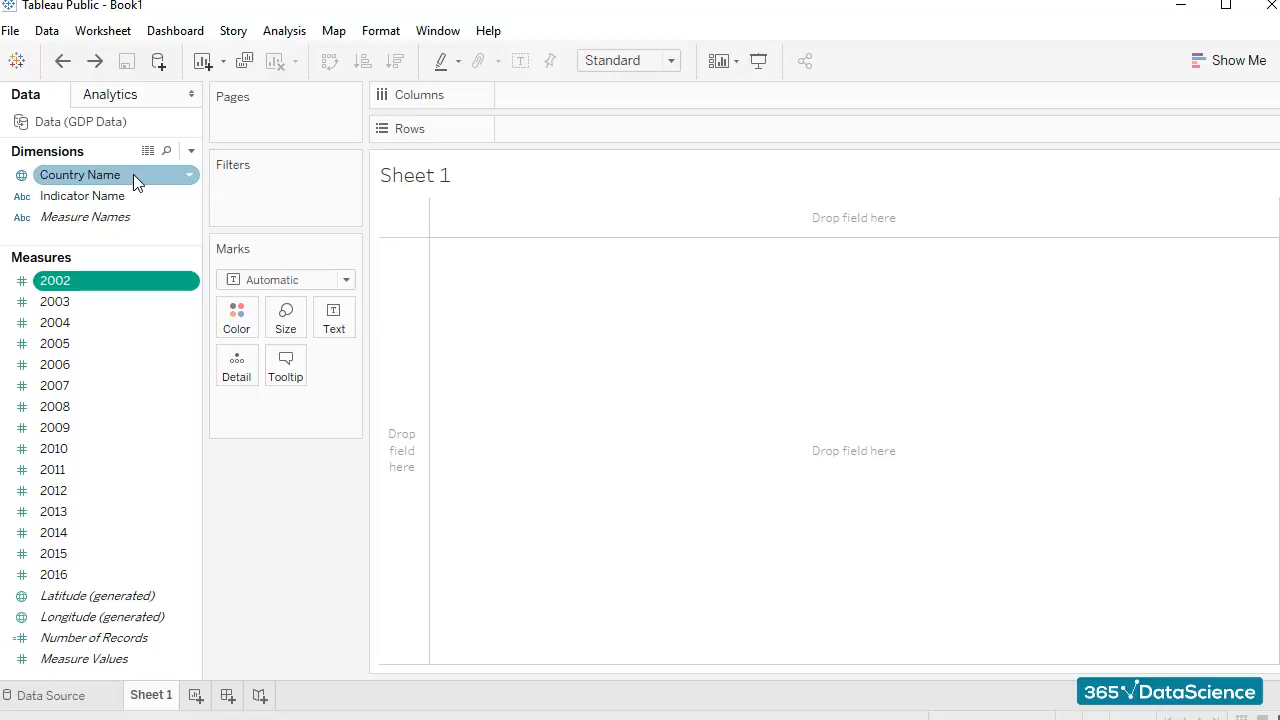 Tableau Public - Book1
File Data Worksheet Dashboard Story Analysis Map Format Window Help
Standard
Show Me
Data Analytics
Data (GDP Data)
Dimensions
Country Name
Abc Indicator Name
Abc Measure Names
Measures
2002
2003
2004
2005
2006
2007
2008
2009
2010
2011
2012
2013
2014
2015
2016
Latitude (generated)
Longitude (generated)
Number of Records
Measure Values
Pages
Filters
Marks
Automatic
Color Size Text
Detail Tooltip
Columns
Rows
Sheet 1
Drop field here
Drop
field
here
Drop field here
Data Source Sheet 1
365 DataScience